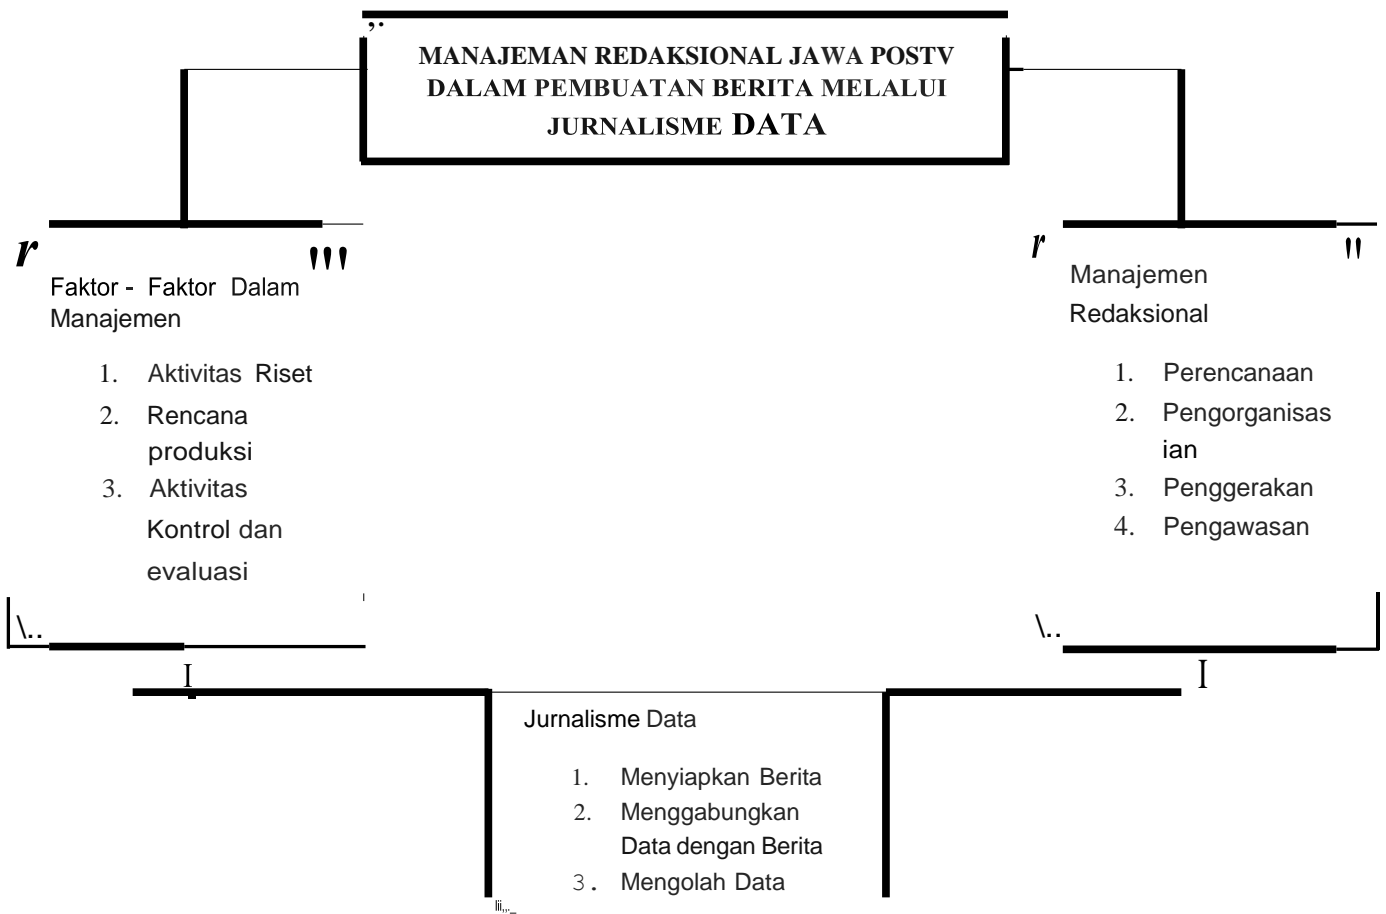 MANAJEMAN REDAKSIONAL JAWA POSTV
DALAM PEMBUATAN BERITA MELALUI
JURNALISME DATA
Faktor - Faktor Dalam
Manajemen
1. Aktivitas Riset
2. Rencana
produksi
3. Aktivitas
Kontrol dan
evaluasi
Manajemen
Redaksional
1. Perencanaan
2. Pengorganisas
ian
3. Penggerakan
4. Pengawasan
Jurnalisme Data
1. Menyiapkan Berita
2. Menggabungkan
Data dengan Berita
3. Mengolah Data